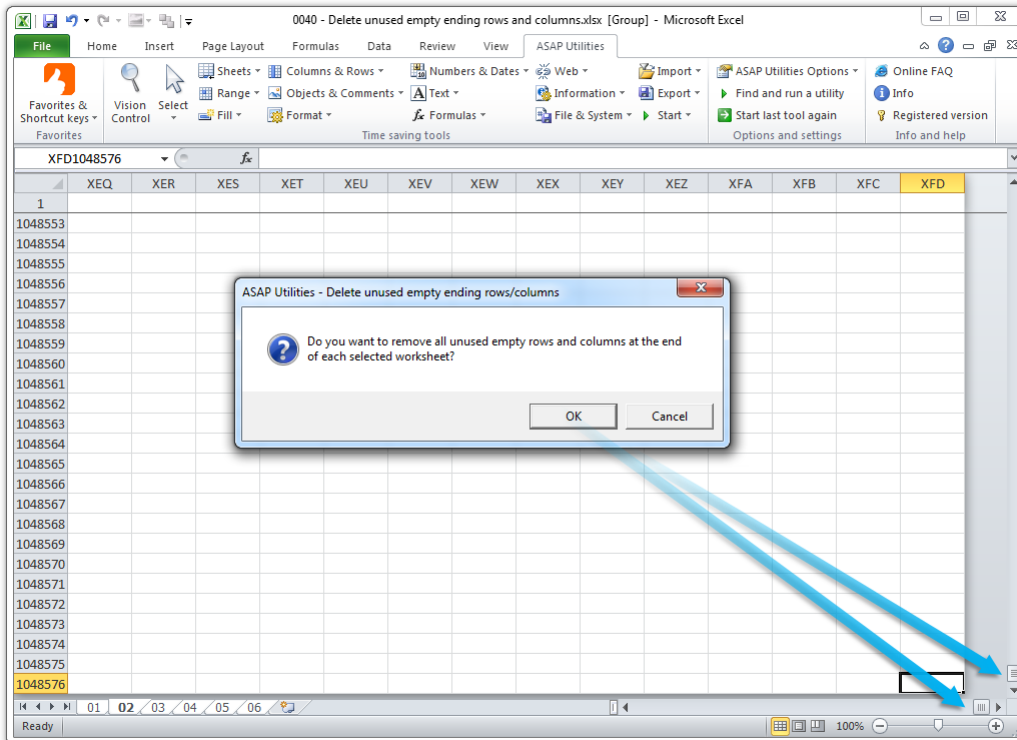 0040 - Delete unused empty ending rows and columns.xlsx [Group] - Microsoft Excel
File Home Insert Page Layout Formulas Data Review View ASAP Utilities
Favorites & Shortcut keys
Vision Control
Select
Sheets Columns & Rows Numbers & Dates Web Import ASAP Utilities Options Online FAQ
Range Objects & Comments Text Information Export Find and run a utility Info
Fill Format Formulas File & System Start Start last tool again Registered version
Favorites Time saving tools Options and settings Info and help
XFD1048576 fx
XEQ XER XES XET XEU XEV XEW XEX XEY XEZ XFA XFB XFC XFD
1
1048553
1048554
1048555
1048556
1048557
1048558
1048559
1048560
1048561
1048562
1048563
1048564
1048565
1048566
1048567
1048568
1048569
1048570
1048571
1048572
1048573
1048574
1048575
1048576
ASAP Utilities - Delete unused empty ending rows/columns
Do you want to remove all unused empty rows and columns at the end
of each selected worksheet?
OK Cancel
01 02 03 04 05 06
Ready 100%